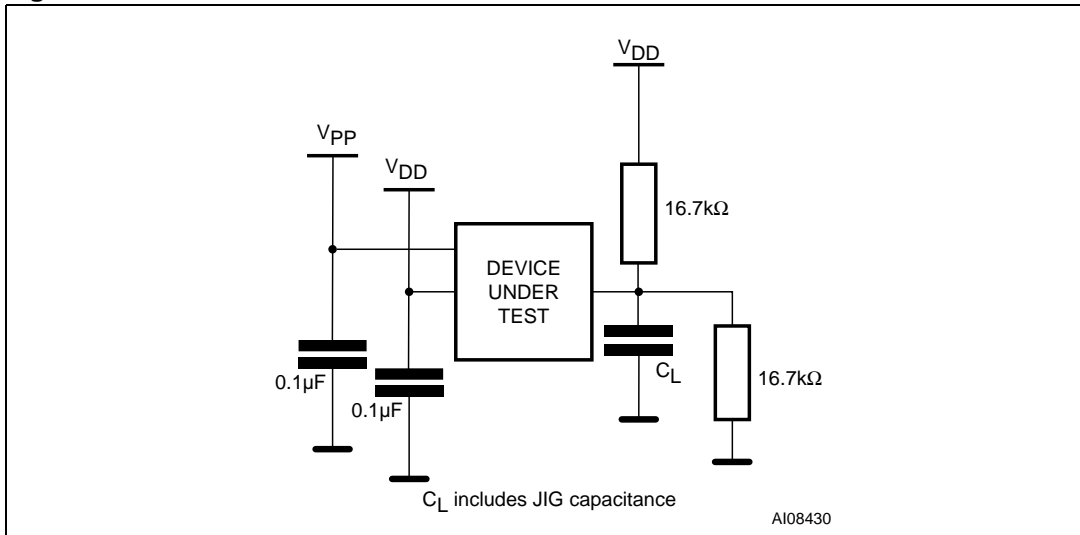 VDD
VPP
VDD
16.7kΩ
DEVICE
UNDER
TEST
CL
16.7kΩ
0.1µF
0.1µF
CL includes JIG capacitance
AI08430